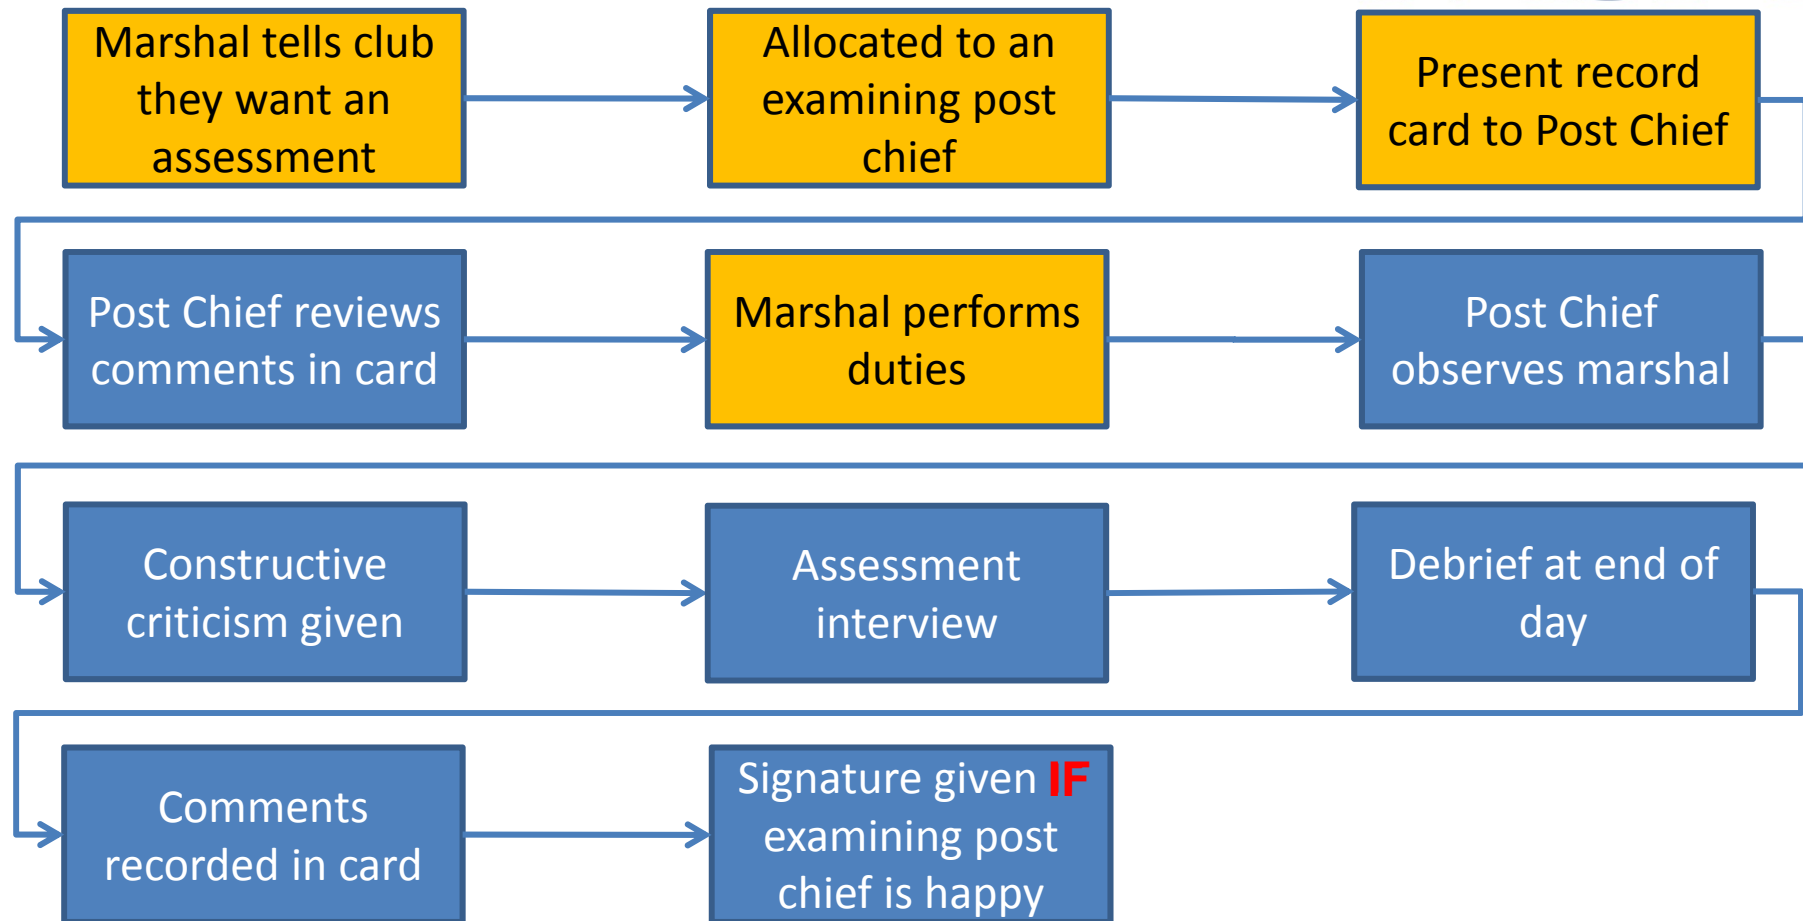 Marshal tells club
they want an
assessment
Allocated to an
examining post
chief
Present record
card to Post Chief
Post Chief reviews
comments in card
Marshal performs
duties
Post Chief
observes marshal
Constructive
criticism given
Assessment
interview
Debrief at end of
day
Comments
recorded in card
Signature given IF
examining post
chief is happy